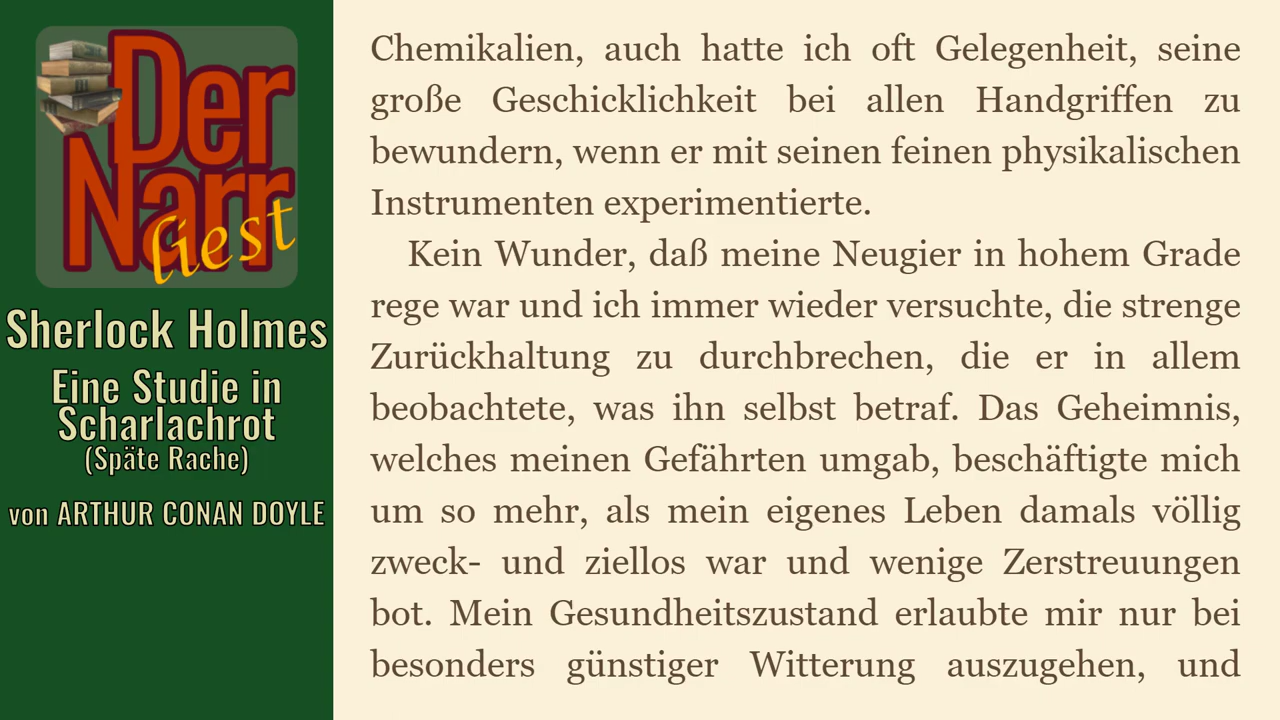 Der
Narr
liest
Sherlock Holmes
Eine Studie in
Scharlachrot
(Späte Rache)
von ARTHUR CONAN DOYLE
Chemikalien, auch hatte ich oft Gelegenheit, seine
große Geschicklichkeit bei allen Handgriffen zu
bewundern, wenn er mit seinen feinen physikalischen
Instrumenten experimentierte.
Kein Wunder, daß meine Neugier in hohem Grade
rege war und ich immer wieder versuchte, die strenge
Zurückhaltung zu durchbrechen, die er in allem
beobachtete, was ihn selbst betraf. Das Geheimnis,
welches meinen Gefährten umgab, beschäftigte mich
um so mehr, als mein eigenes Leben damals völlig
zweck- und ziellos war und wenige Zerstreuungen
bot. Mein Gesundheitszustand erlaubte mir nur bei
besonders günstiger Witterung auszugehen, und